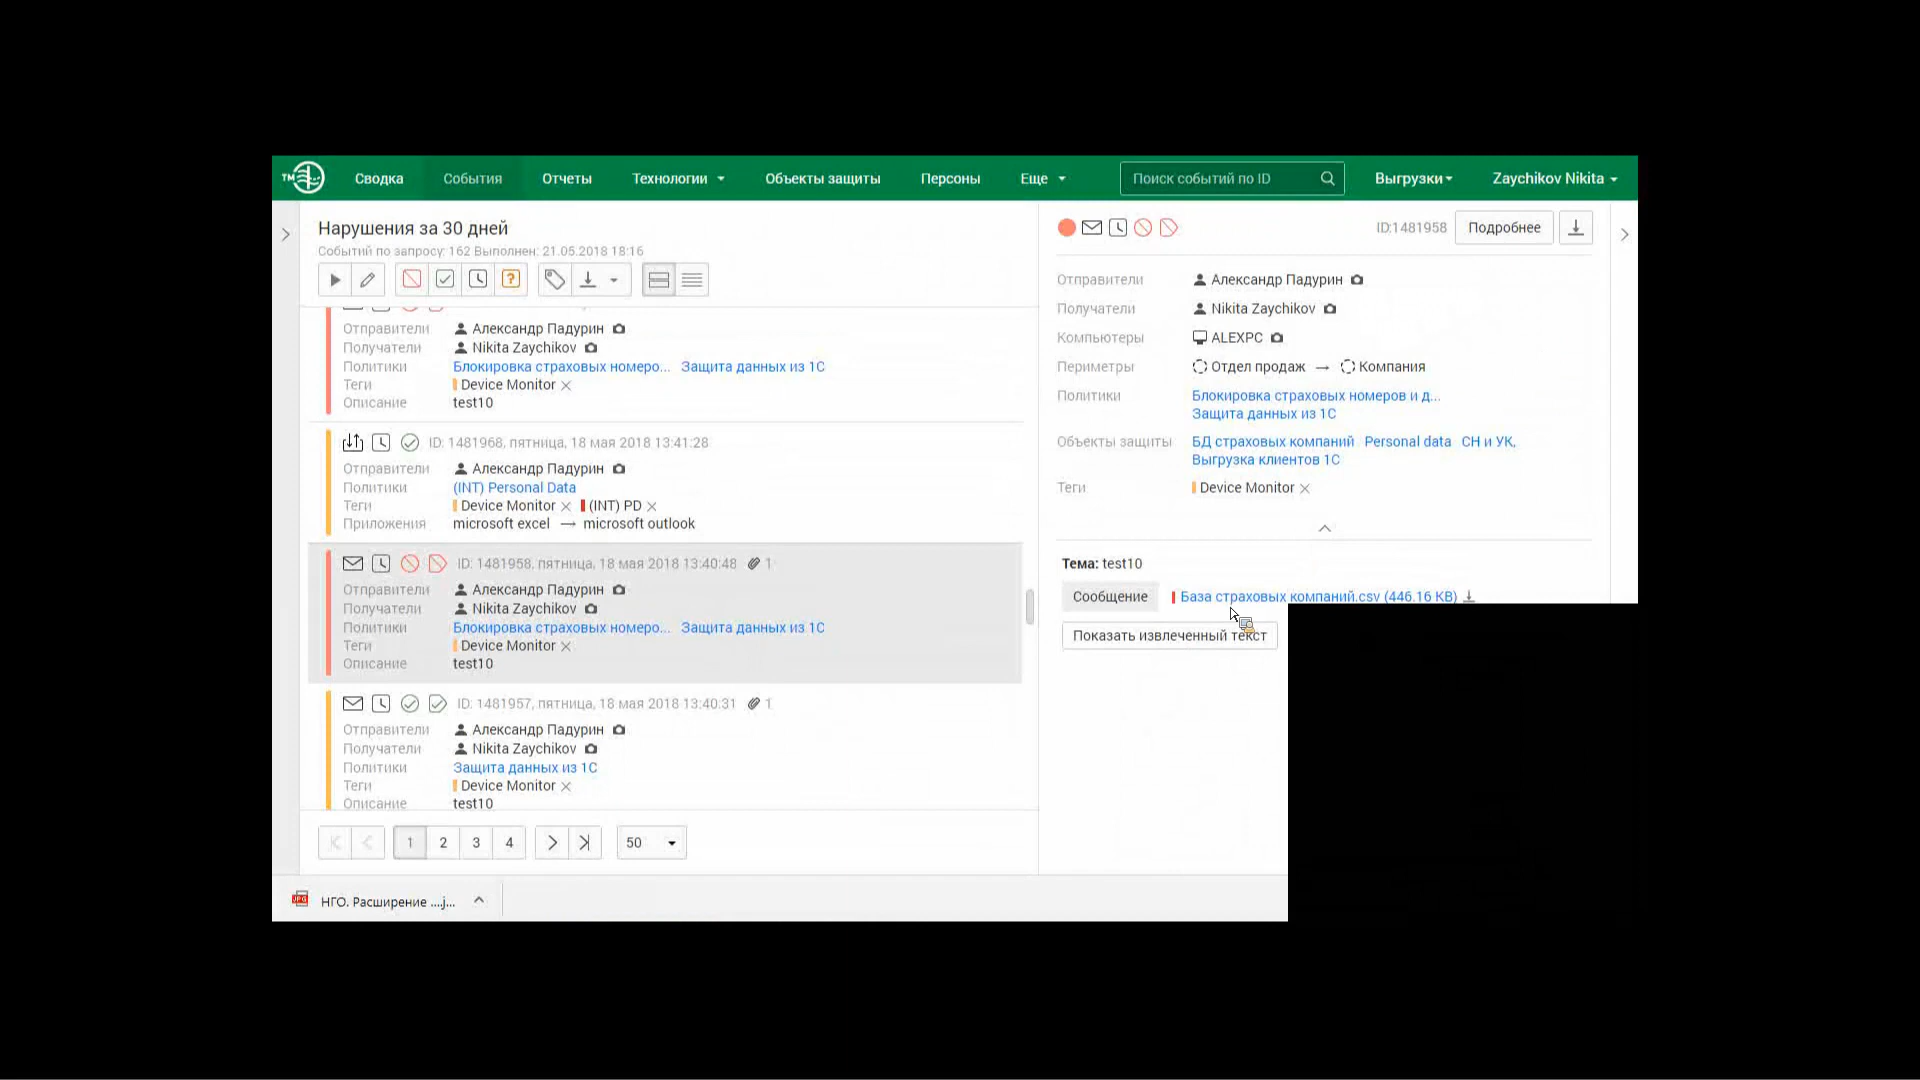 TM
Сводка События Отчеты Технологии Объекты защиты Персоны Еще Поиск событий по ID Выгрузки Zaychikov Nikita
Нарушения за 30 дней
Событий по запросу: 162 Выполнен: 21.05.2018 18:16
Отправители Александр Падурин
Получатели Nikita Zaychikov
Политики Блокировка страховых номеро... Защита данных из 1С
Теги Device Monitor
Описание test10
ID: 1481968, пятница, 18 мая 2018 13:41:28
Отправители Александр Падурин
Политики (INT) Personal Data
Теги Device Monitor (INT) PD
Приложения microsoft excel → microsoft outlook
ID: 1481958, пятница, 18 мая 2018 13:40:48 1
Отправители Александр Падурин
Получатели Nikita Zaychikov
Политики Блокировка страховых номеро... Защита данных из 1С
Теги Device Monitor
Описание test10
ID: 1481957, пятница, 18 мая 2018 13:40:31 1
Отправители Александр Падурин
Получатели Nikita Zaychikov
Политики Защита данных из 1С
Теги Device Monitor
Описание test10
1 2 3 4 50
ID:1481958 Подробнее
Отправители Александр Падурин
Получатели Nikita Zaychikov
Компьютеры ALEXPC
Периметры Отдел продаж → Компания
Политики Блокировка страховых номеров и д...
Защита данных из 1С
Объекты защиты БД страховых компаний Personal data СН и УК,
Выгрузка клиентов 1С
Теги Device Monitor
Тема: test10
Сообщение База страховых компаний.csv (446.16 KB)
Показать извлеченный текст
НГО. Расширение ....j...